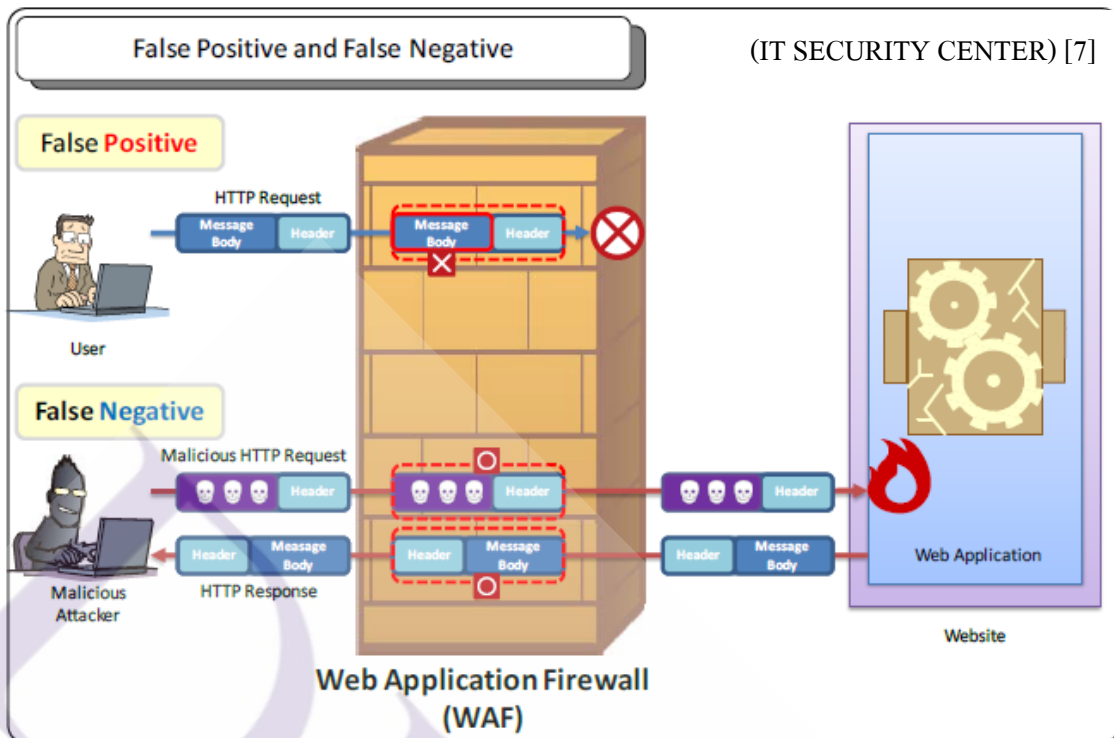 False Positive and False Negative
(IT SECURITY CENTER) [7]
False Positive
HTTP Request
Message Body
Header
Message Body
Header
User
False Negative
Malicious HTTP Request
Header
Header
Header
Header
Meassage Body
Header
Message Body
Header
Message Body
HTTP Response
Malicious Attacker
Web Application
Website
Web Application Firewall
(WAF)